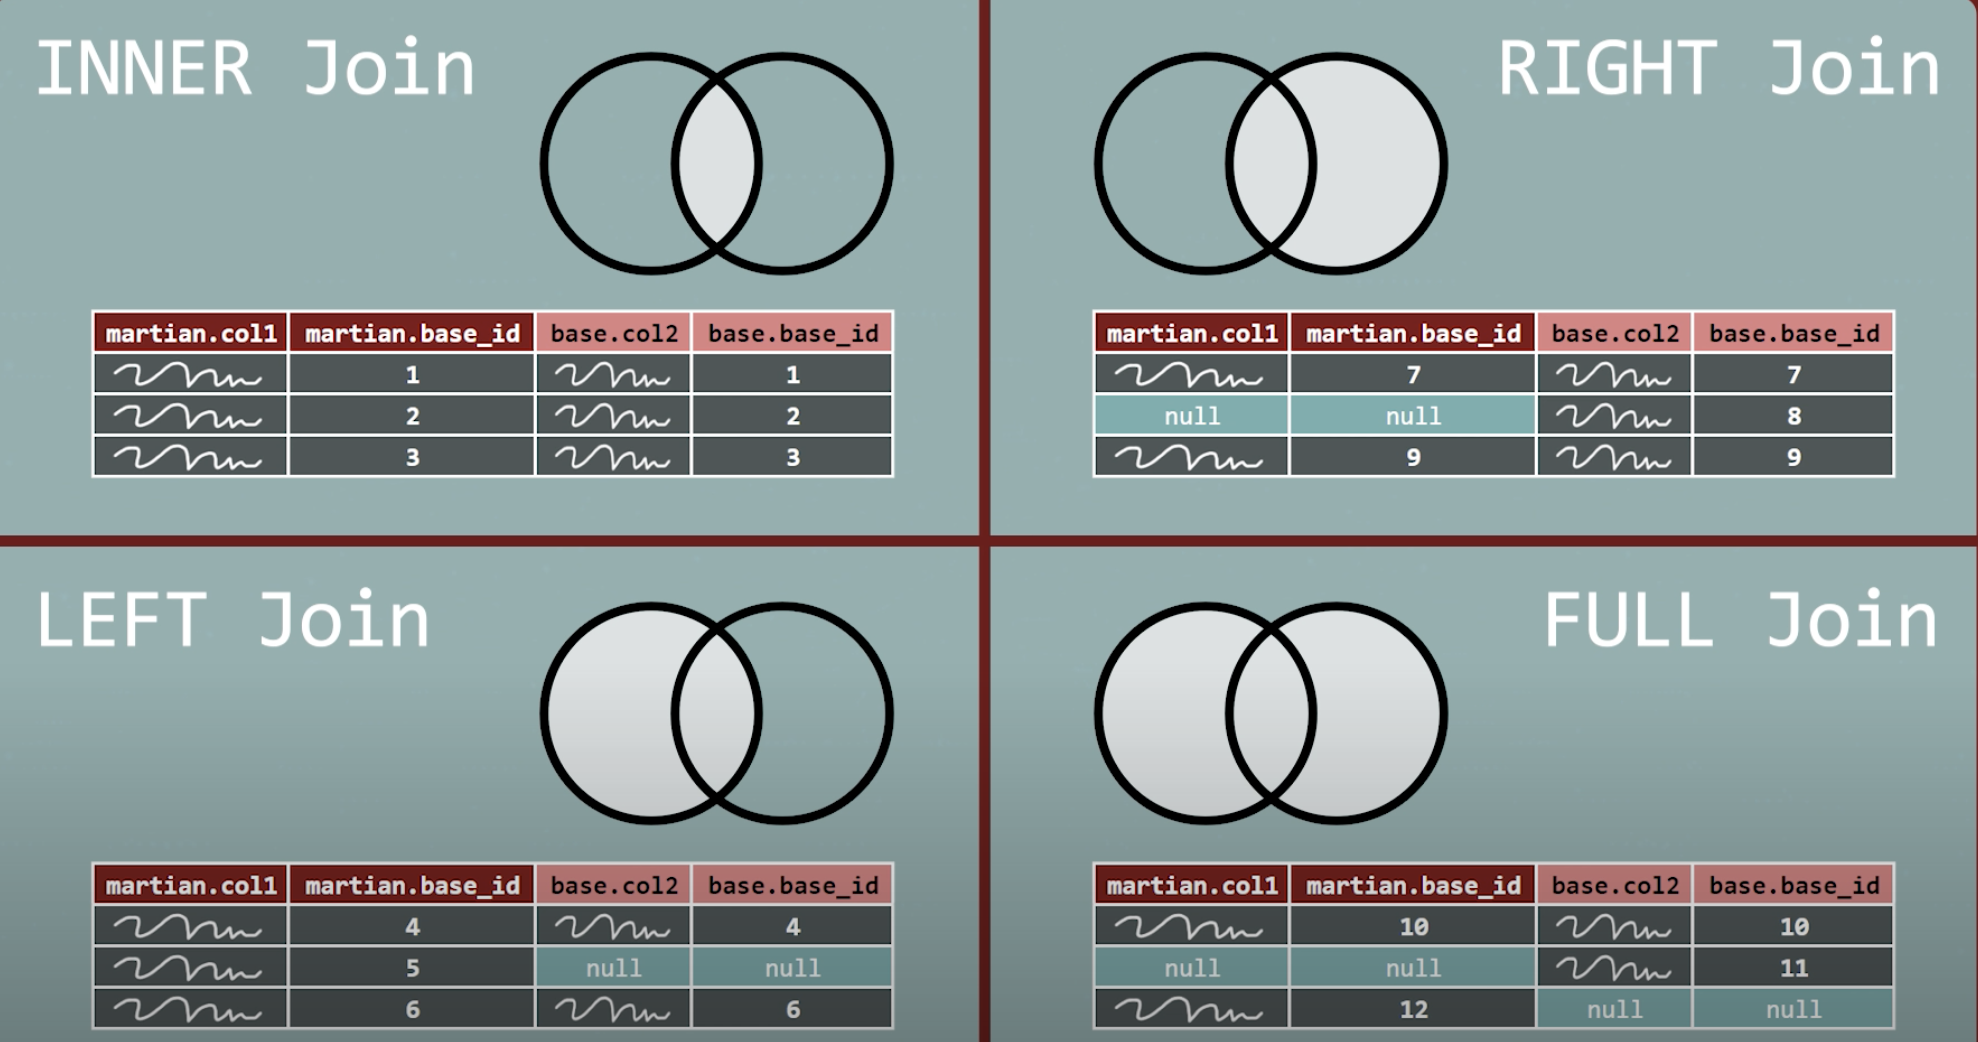 INNER Join
martian.col1 martian.base_id base.col2 base.base_id
1 1
2 2
3 3
RIGHT Join
martian.col1 martian.base_id base.col2 base.base_id
7 7
null null 8
9 9
LEFT Join
martian.col1 martian.base_id base.col2 base.base_id
4 4
5 null null
6 6
FULL Join
martian.col1 martian.base_id base.col2 base.base_id
10 10
null null 11
12 null null